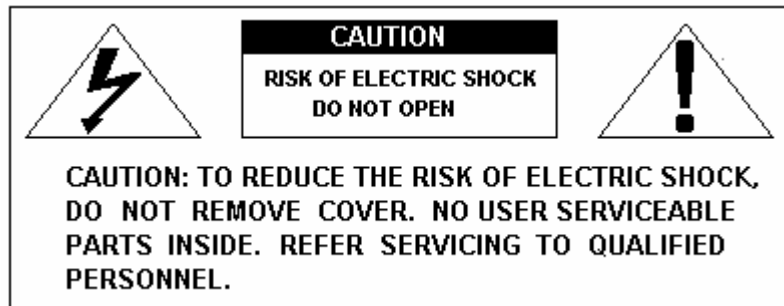 CAUTION
RISK OF ELECTRIC SHOCK
DO NOT OPEN
CAUTION: TO REDUCE THE RISK OF ELECTRIC SHOCK,
DO NOT REMOVE COVER. NO USER SERVICEABLE
PARTS INSIDE. REFER SERVICING TO QUALIFIED
PERSONNEL.